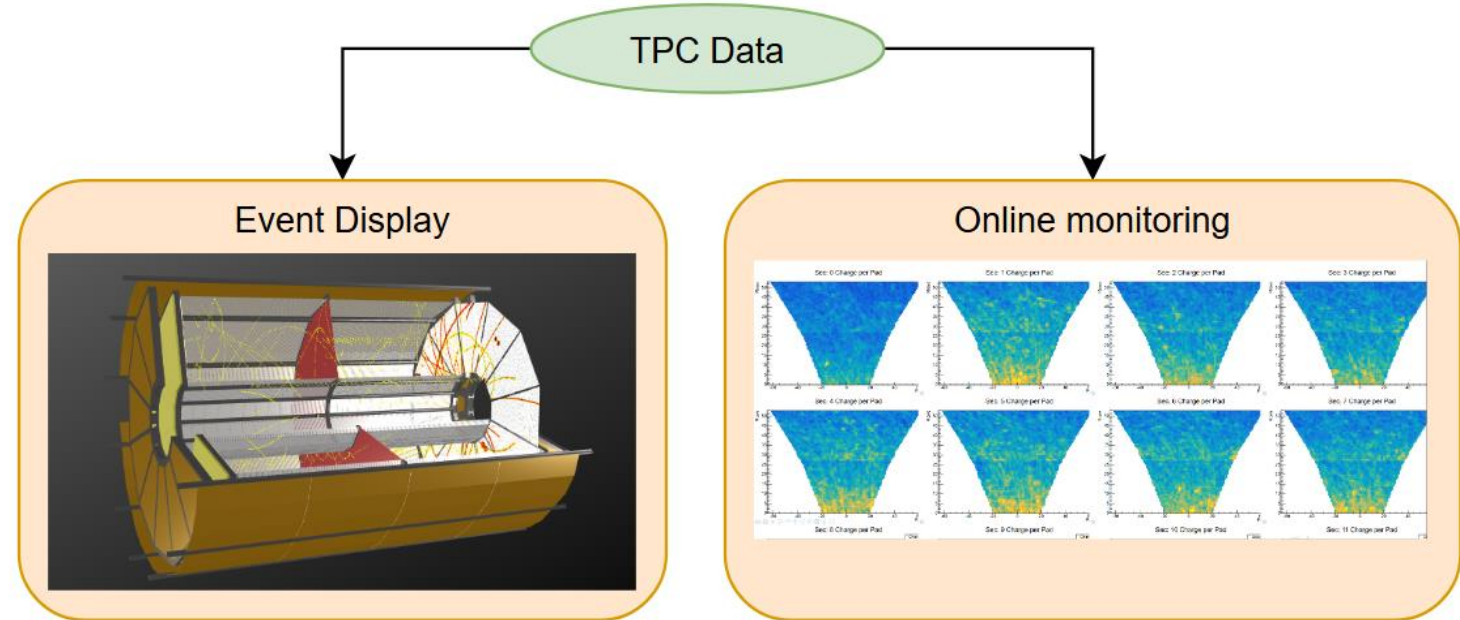 TPC Data
Event Display
Online monitoring
Sec: 0 Charge per Pad
Sec: 1 Charge per Pad
Sec: 2 Charge per Pad
Sec: 3 Charge per Pad
Sec: 4 Charge per Pad
Sec: 5 Charge per Pad
Sec: 6 Charge per Pad
Sec: 7 Charge per Pad
Sec: 8 Charge per Pad
Sec: 9 Charge per Pad
Sec: 10 Charge per Pad
Sec: 11 Charge per Pad